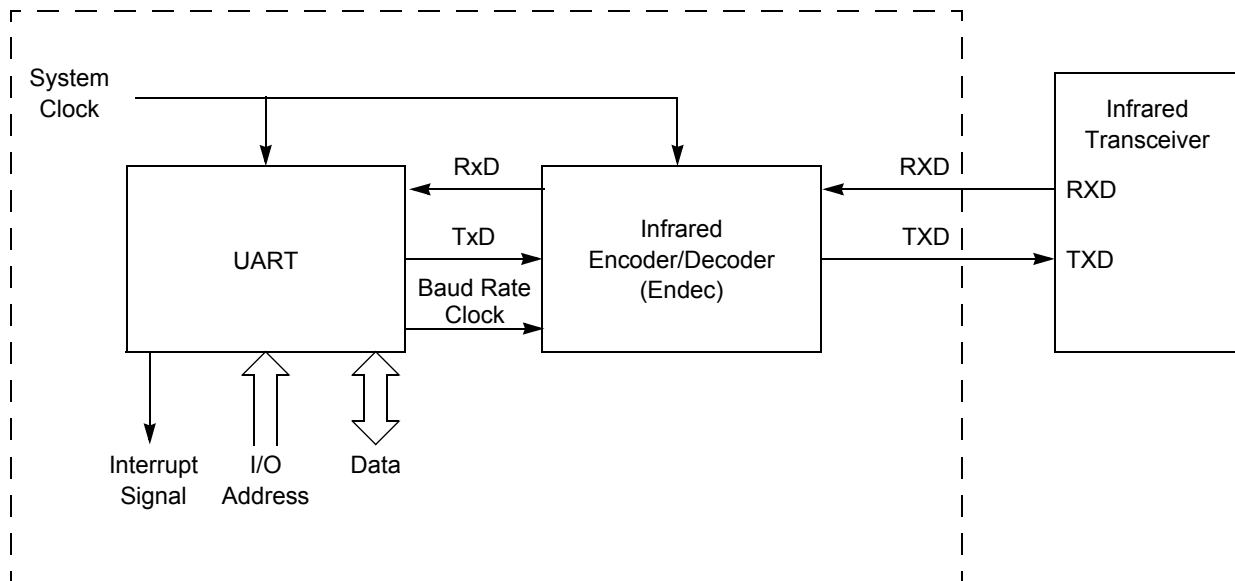 System
Clock
Infrared
Transceiver
RxD
RXD
RXD
UART
TxD
Infrared
Encoder/Decoder
(Endec)
TXD
TXD
Baud Rate
Clock
Interrupt
Signal
I/O
Address
Data